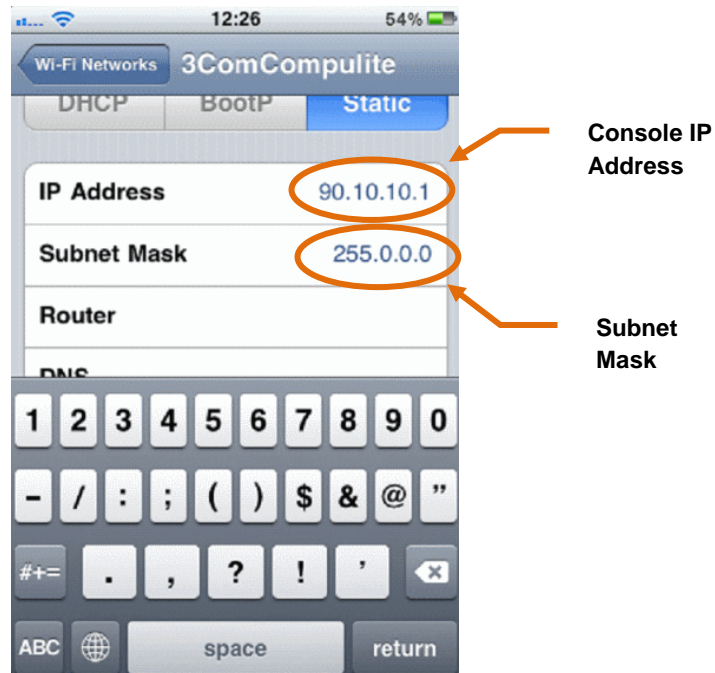 12:26 54%
Wi-Fi Networks 3ComCompulite
DHCP BootP Static
Console IP
Address
IP Address 90.10.10.1
Subnet Mask 255.0.0.0
Router
Subnet
Mask
DNS
1 2 3 4 5 6 7 8 9 0
- / : ; ( ) $ & @ "
#+= . , ? ! '
ABC space return